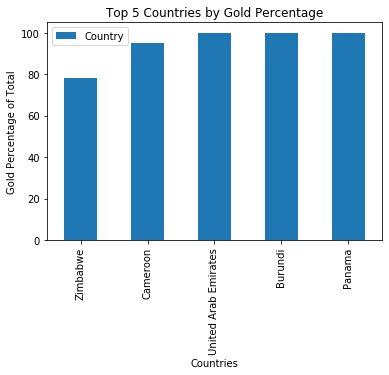 Top 5 Countries by Gold Percentage
Country
Gold Percentage of Total
100
80
60
40
20
0
Zimbabwe
Cameroon
United Arab Emirates
Burundi
Panama
Countries